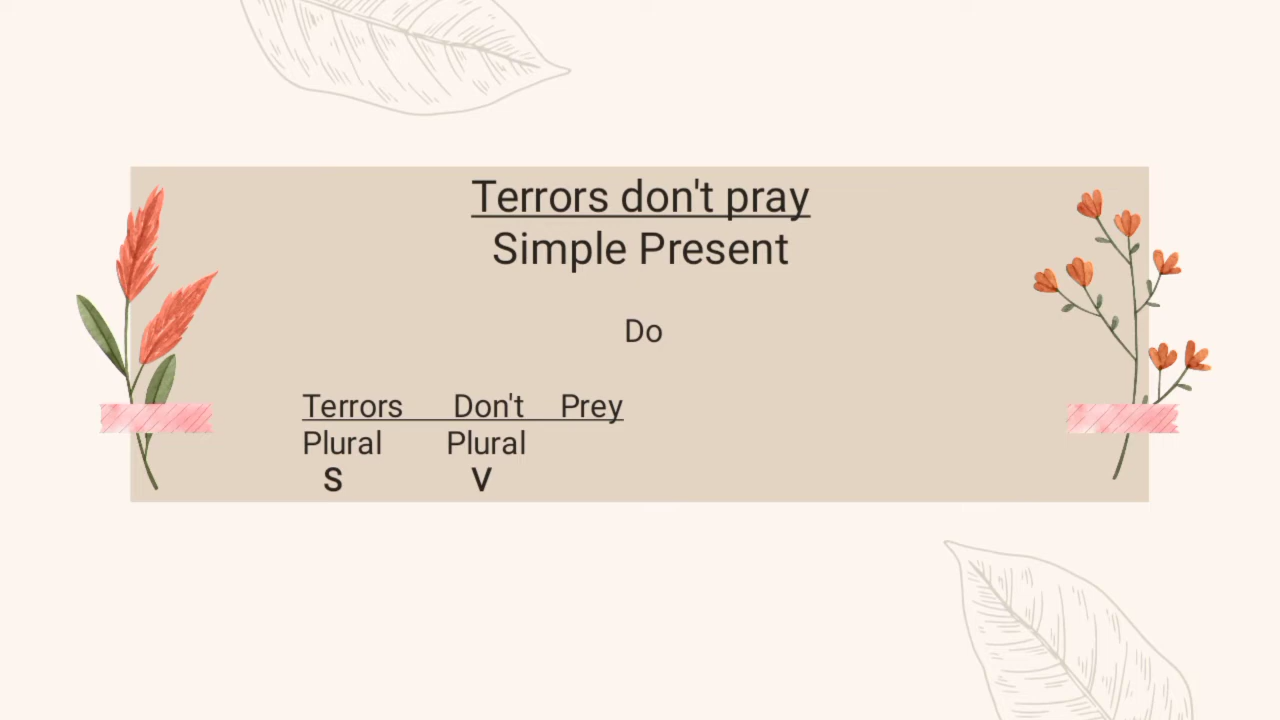 Terrors don't pray
Simple Present
Do
Terrors Don't Prey
Plural Plural
S V